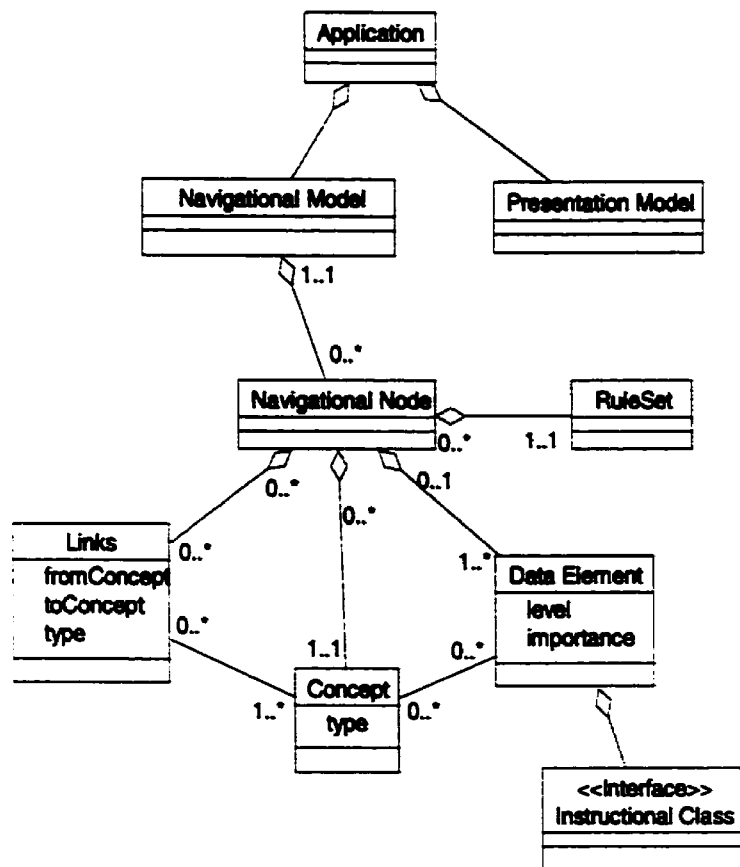 Application
Navigational Model
Presentation Model
1..1
0..*
Navigational Node
RuleSet
0..*
1..1
0..*
0..*
0..1
0..*
1..*
Links
fromConcept
toConcept
type
Data Element
level
importance
0..*
0..*
1..1
1..*
Concept
0..*
type
<<Interface>>
Instructional Class